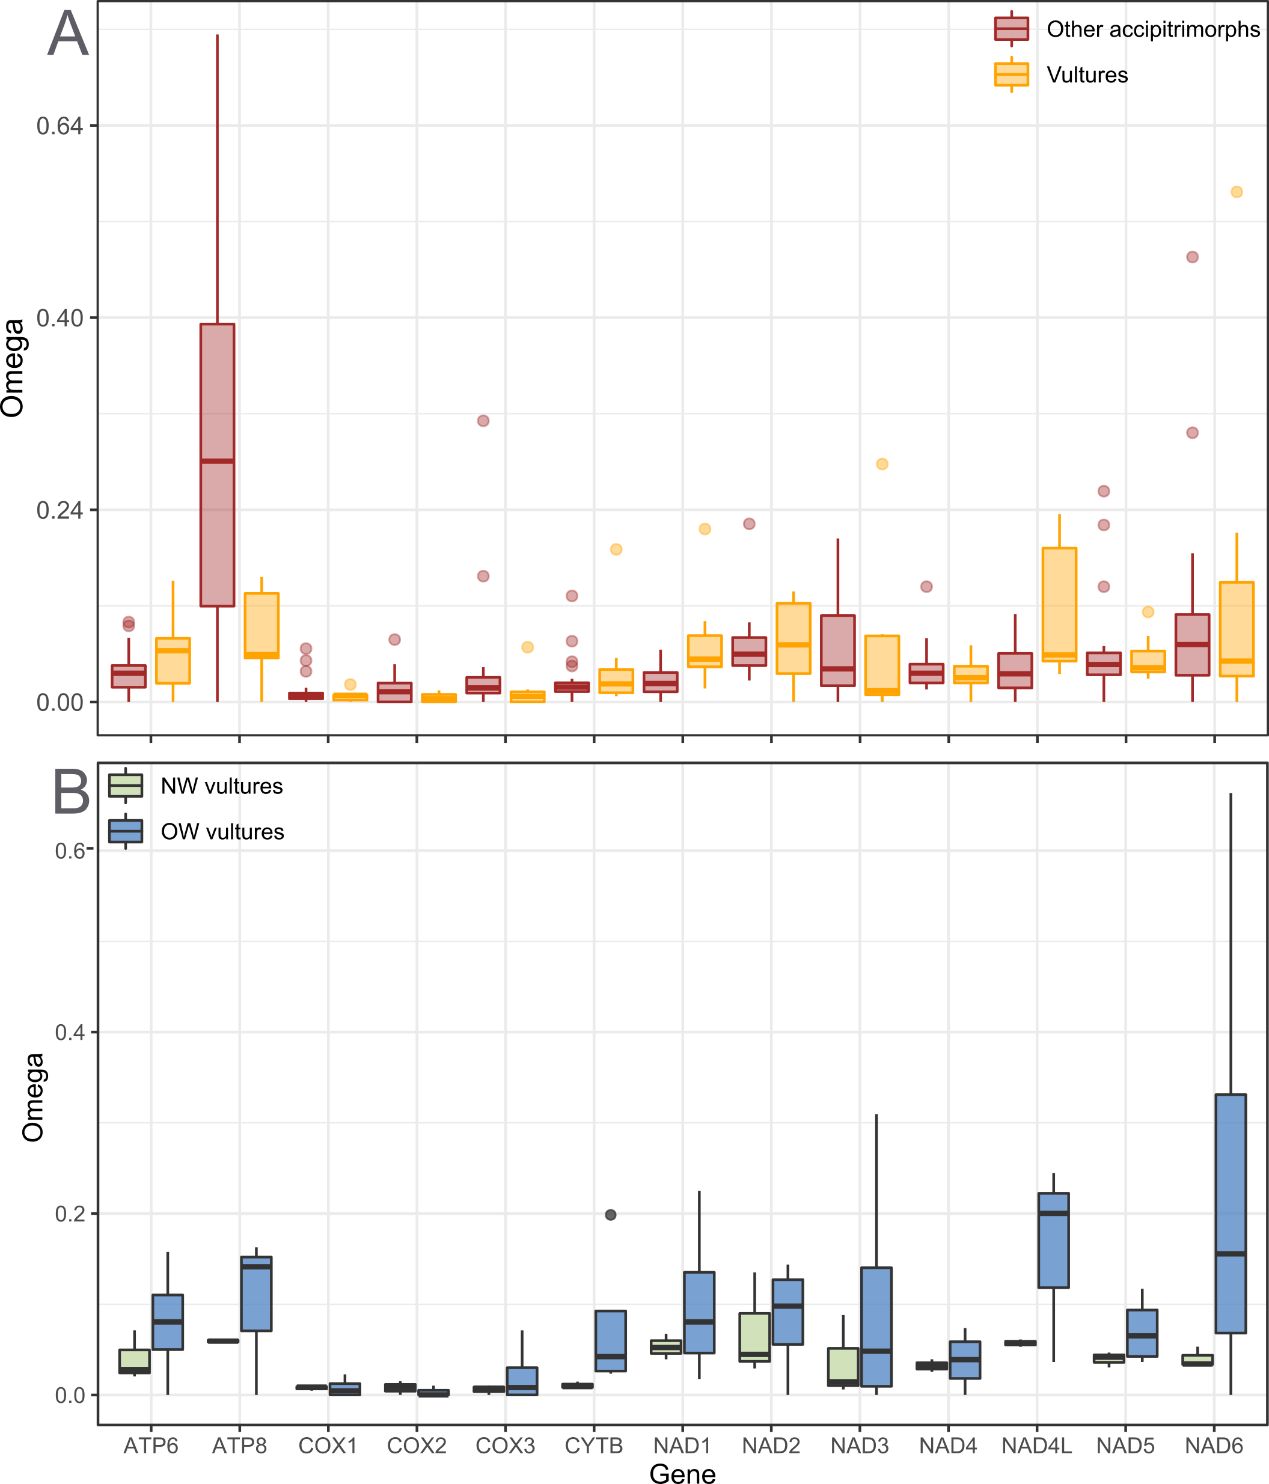 A
Other accipitrimorphs
Vultures
0.64
0.40
0.24
0.00
Omega
B
NW vultures
OW vultures
0.6
0.4
0.2
0.0
Omega
ATP6 ATP8 COX1 COX2 COX3 CYTB NAD1 NAD2 NAD3 NAD4 NAD4L NAD5 NAD6
Gene